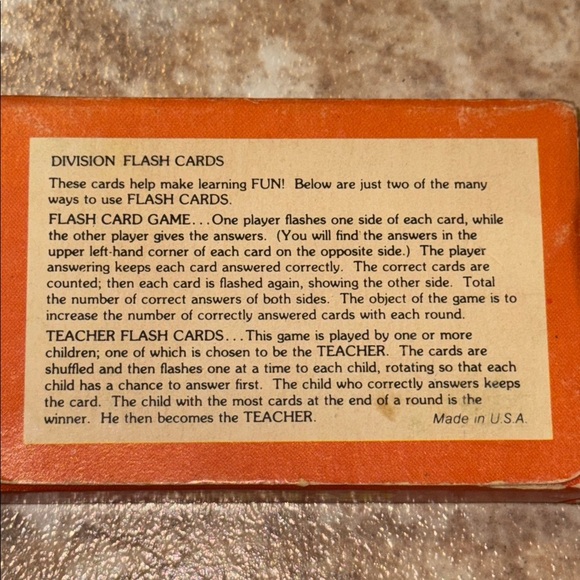 DIVISION FLASH CARDS
These cards help make learning FUN! Below are just two of the many
ways to use FLASH CARDS.
FLASH CARD GAME...One player flashes one side of each card, while
the other player gives the answers. (You will find the answers in the
upper left-hand corner of each card on the opposite side.) The player
answering keeps each card answered correctly. The correct cards are
counted; then each card is flashed again, showing the other side. Total
the number of correct answers of both sides. The object of the game is to
increase the number of correctly answered cards with each round.
TEACHER FLASH CARDS...This game is played by one or more
children; one of which is chosen to be the TEACHER. The cards are
shuffled and then flashes one at a time to each child, rotating so that each
child has a chance to answer first. The child who correctly answers keeps
the card. The child with the most cards at the end of a round is the
winner. He then becomes the TEACHER. Made in U.S.A.